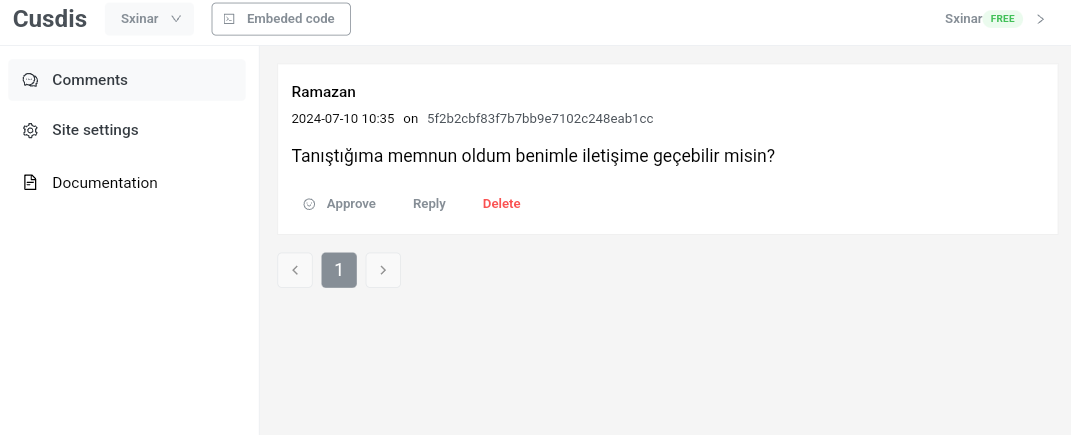 Cusdis
Sxinar
Embeded code
Sxinar FREE
Comments
Site settings
Documentation
Ramazan
2024-07-10 10:35 on 5f2b2cbf83f7b7bb9e7102c248eab1cc
Tanıştığıma memnun oldum benimle iletişime geçebilir misin?
Approve Reply Delete
1